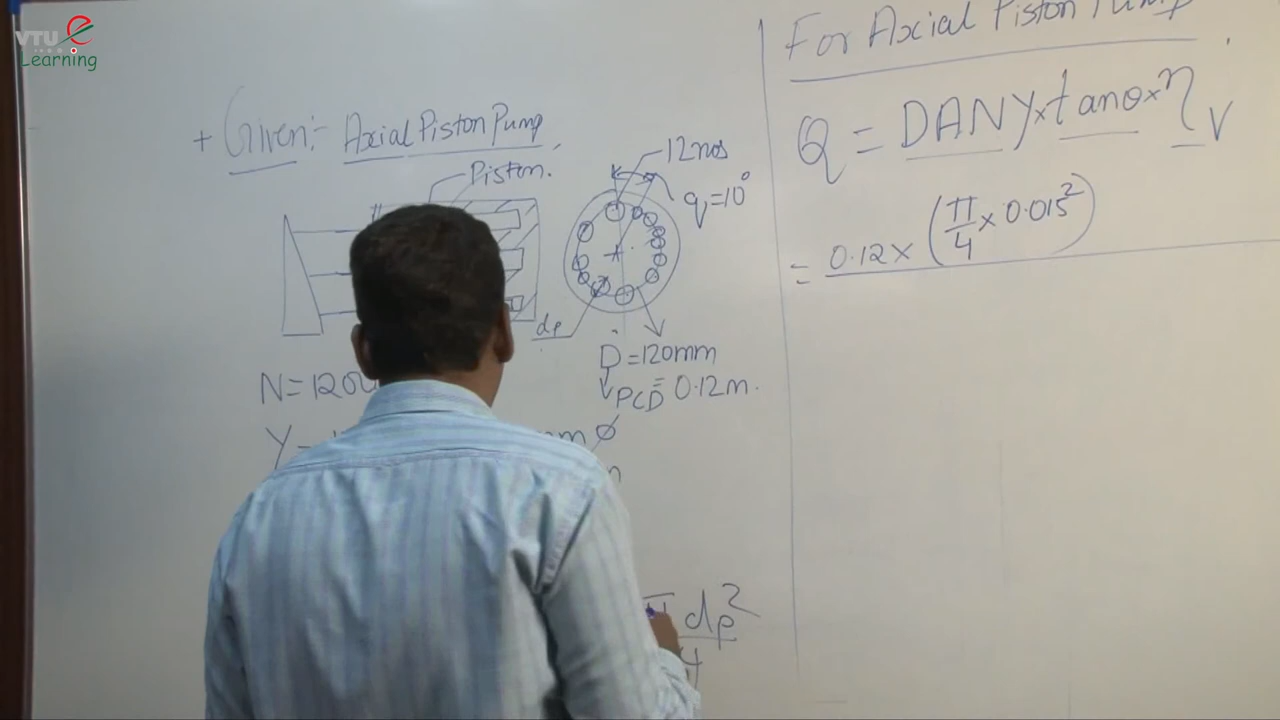 VTU e
Learning
+ Given:- Axial Piston Pump
Piston.
12nos
q=10°
dp
D=120mm
PCD = 0.12m.
N=120
Y=
m ø
π dp²
4
For Axial Piston Pump
Q = DANY×tanθ×η v
= 0.12× (π/4 × 0.015²)